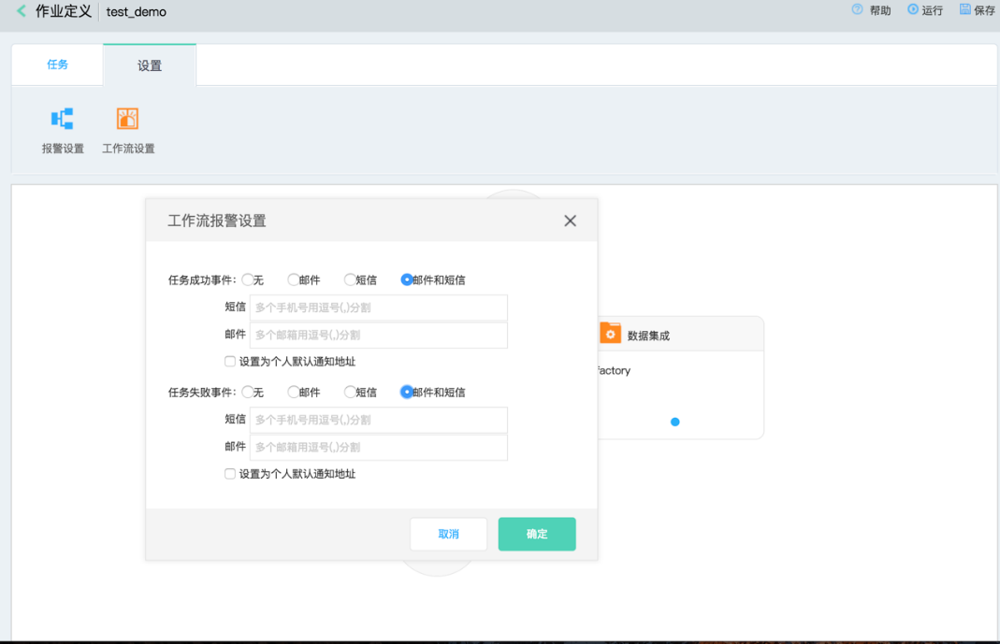 作业定义 test_demo 帮助 运行 保存
任务 设置
报警设置 工作流设置
工作流报警设置
任务成功事件: 无 邮件 短信 邮件和短信
短信 多个手机号用逗号(,)分割
邮件 多个邮箱用逗号(,)分割
设置为个人默认通知地址
任务失败事件: 无 邮件 短信 邮件和短信
短信 多个手机号用逗号(,)分割
邮件 多个邮箱用逗号(,)分割
设置为个人默认通知地址
取消 确定
数据集成
factory